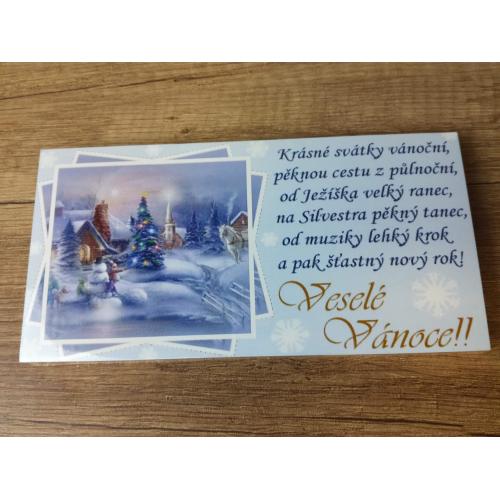 Krásné svátky vánoční,
pěknou cestu z půlnoční,
od Ježíška velký ranec,
na Silvestra pěkný tanec,
od muziky lehký krok
a pak šťastný nový rok!
Veselé
Vánoce!!